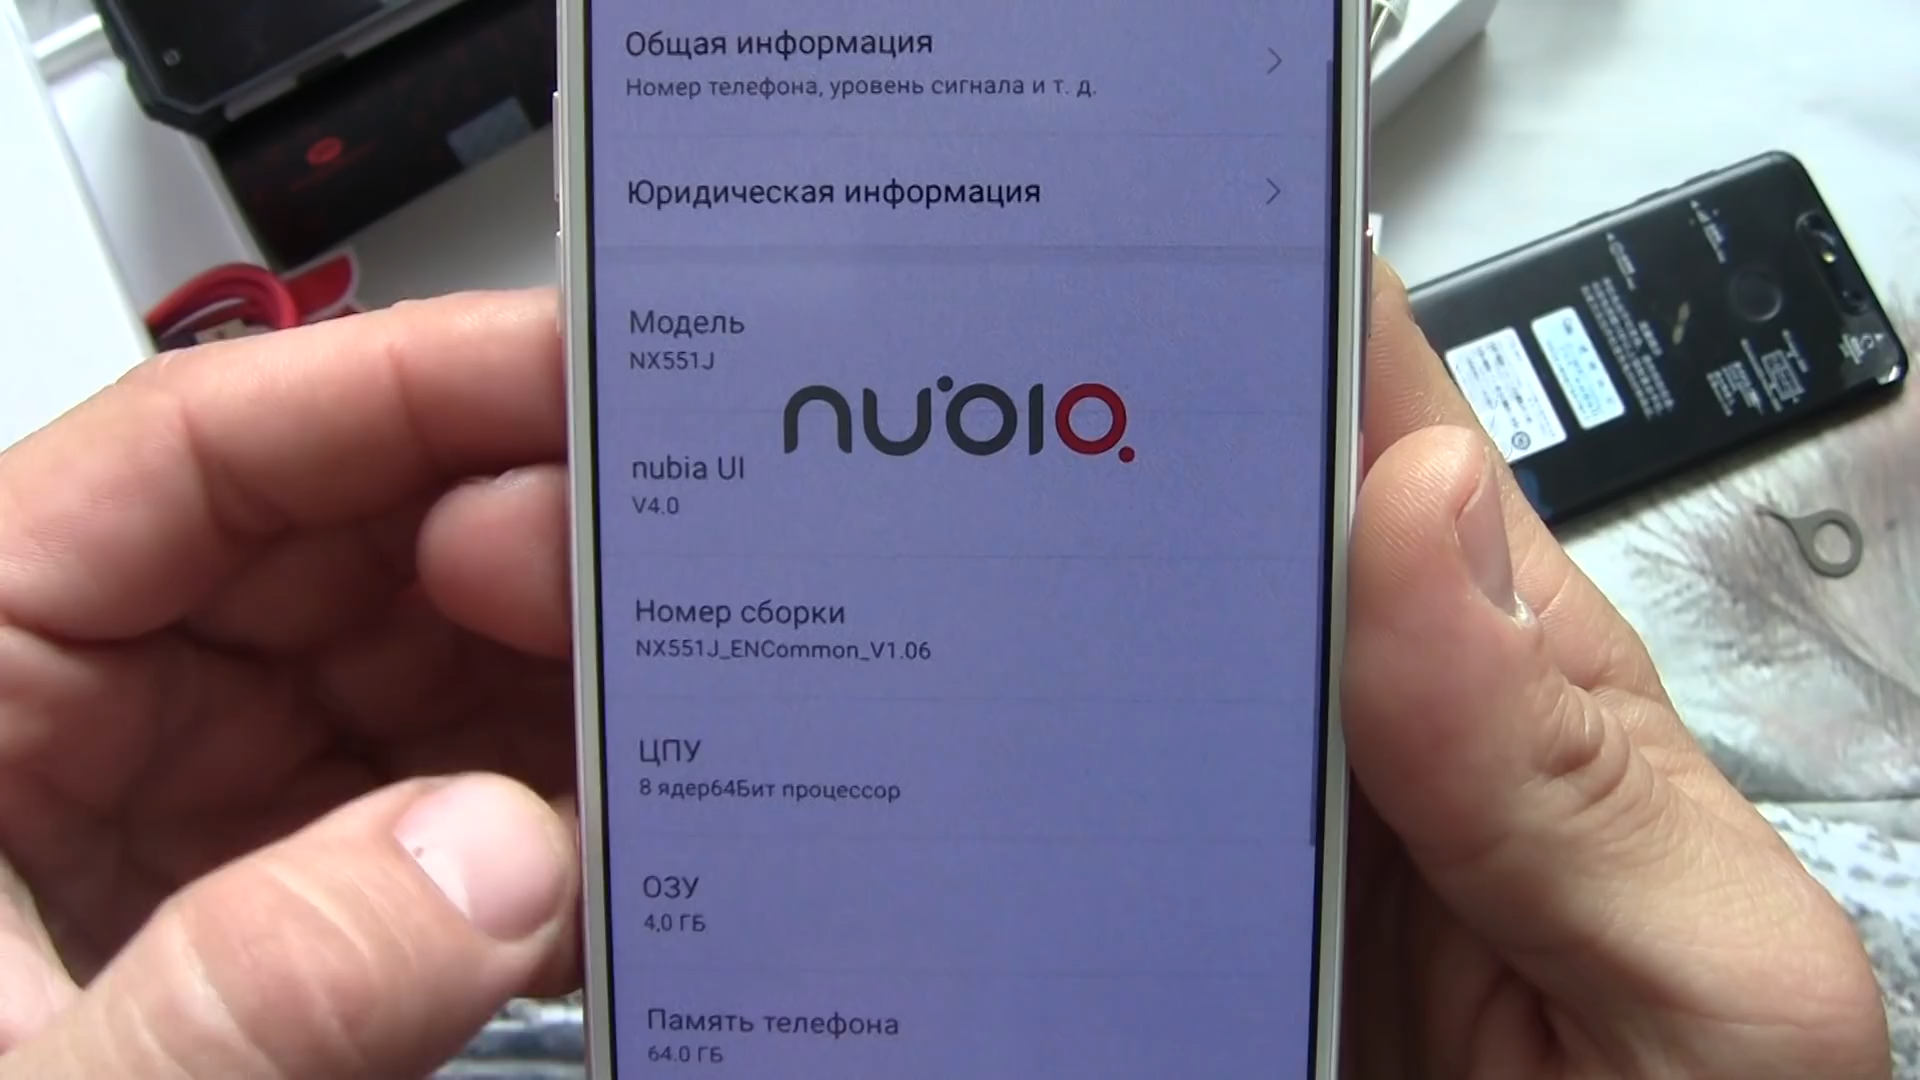 Общая информация
Номер телефона, уровень сигнала и т. д.
Юридическая информация
Модель
NX551J
nubia
nubia UI
V4.0
Номер сборки
NX551J_ENCommon_V1.06
ЦПУ
8 ядер64Бит процессор
ОЗУ
4,0 ГБ
Память телефона
64.0 ГБ